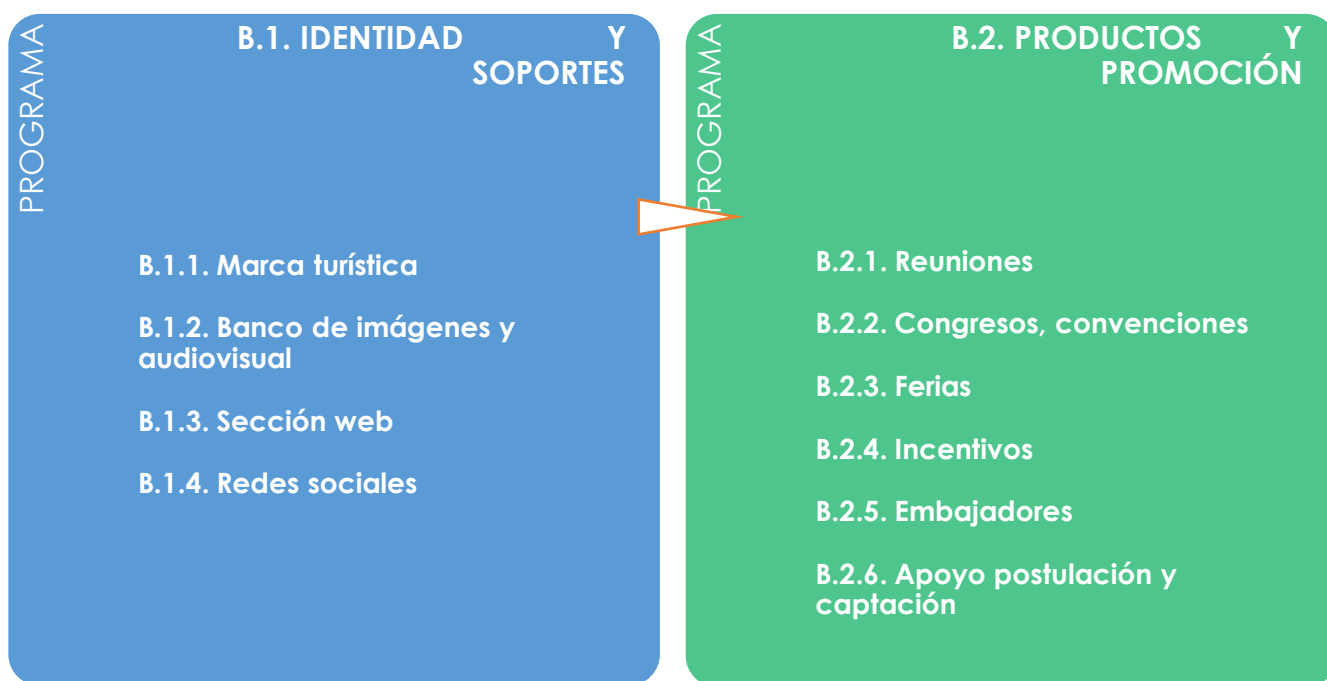 PROGRAMA
B.1. IDENTIDAD Y
SOPORTES
B.1.1. Marca turística
B.1.2. Banco de imágenes y
audiovisual
B.1.3. Sección web
B.1.4. Redes sociales
PROGRAMA
B.2. PRODUCTOS Y
PROMOCIÓN
B.2.1. Reuniones
B.2.2. Congresos, convenciones
B.2.3. Ferias
B.2.4. Incentivos
B.2.5. Embajadores
B.2.6. Apoyo postulación y
captación